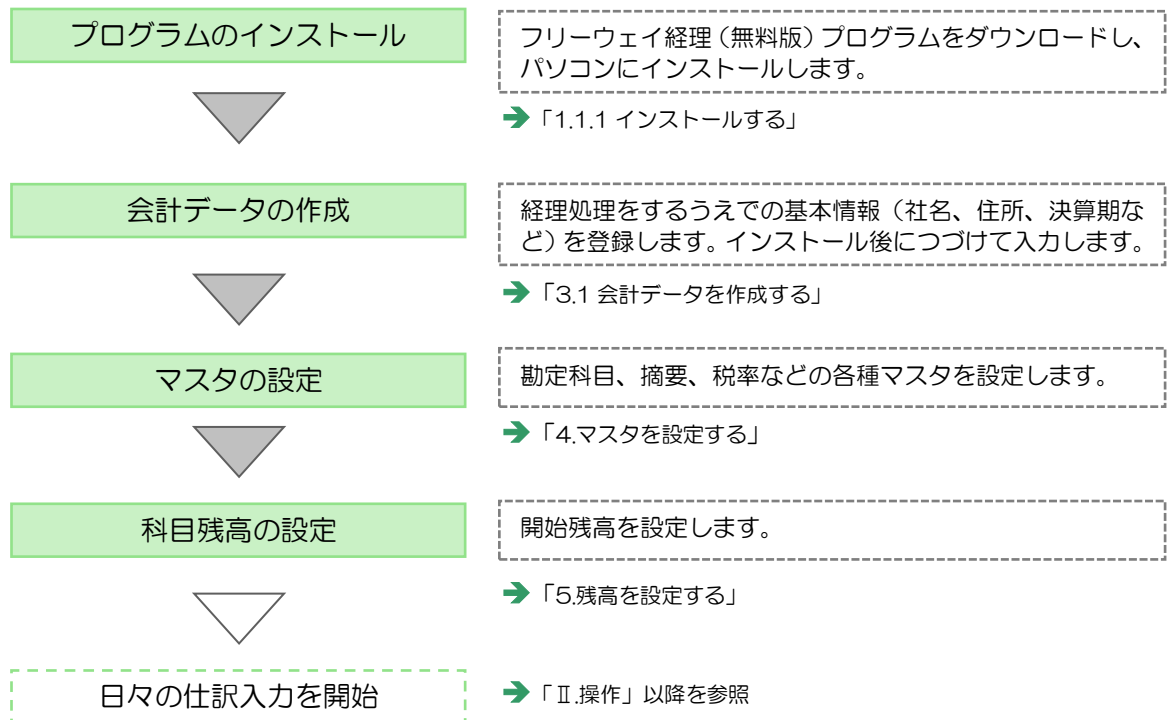 プログラムのインストール
フリーウェイ経理（無料版）プログラムをダウンロードし、
パソコンにインストールします。
「1.1.1 インストールする」
会計データの作成
経理処理をするうえでの基本情報（社名、住所、決算期な
ど）を登録します。インストール後につづけて入力します。
「3.1 会計データを作成する」
マスタの設定
勘定科目、摘要、税率などの各種マスタを設定します。
「4.マスタを設定する」
科目残高の設定
開始残高を設定します。
「5.残高を設定する」
日々の仕訳入力を開始
「Ⅱ.操作」以降を参照